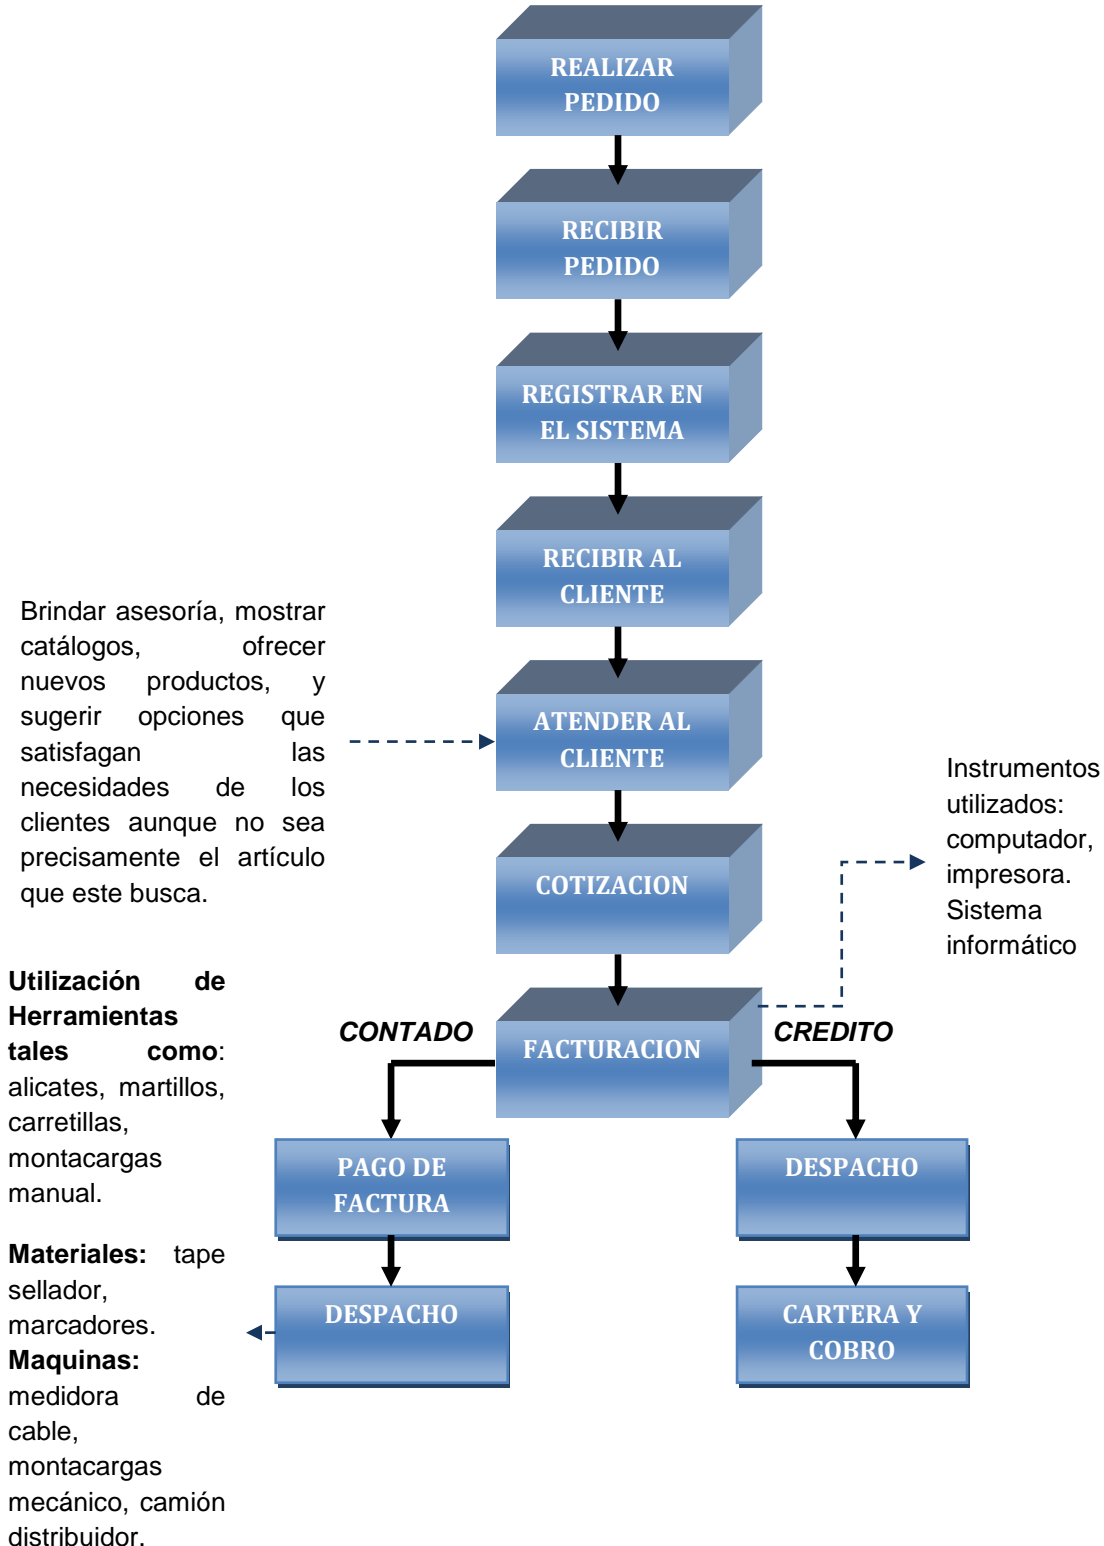 REALIZAR
PEDIDO
RECIBIR
PEDIDO
REGISTRAR EN
EL SISTEMA
RECIBIR AL
CLIENTE
Brindar asesoría, mostrar
catálogos, ofrecer
nuevos productos, y
sugerir opciones que
satisfagan las
necesidades de los
clientes aunque no sea
precisamente el artículo
que este busca.
ATENDER AL
CLIENTE
COTIZACION
Instrumentos
utilizados:
computador,
impresora.
Sistema
informático
FACTURACION
CONTADO
CREDITO
PAGO DE
FACTURA
DESPACHO
DESPACHO
CARTERA Y
COBRO
Utilización de
Herramientas
tales como:
alicates, martillos,
carretillas,
montacargas
manual.
Materiales: tape
sellador,
marcadores.
Maquinas:
medidora de
cable,
montacargas
mecánico, camión
distribuidor.